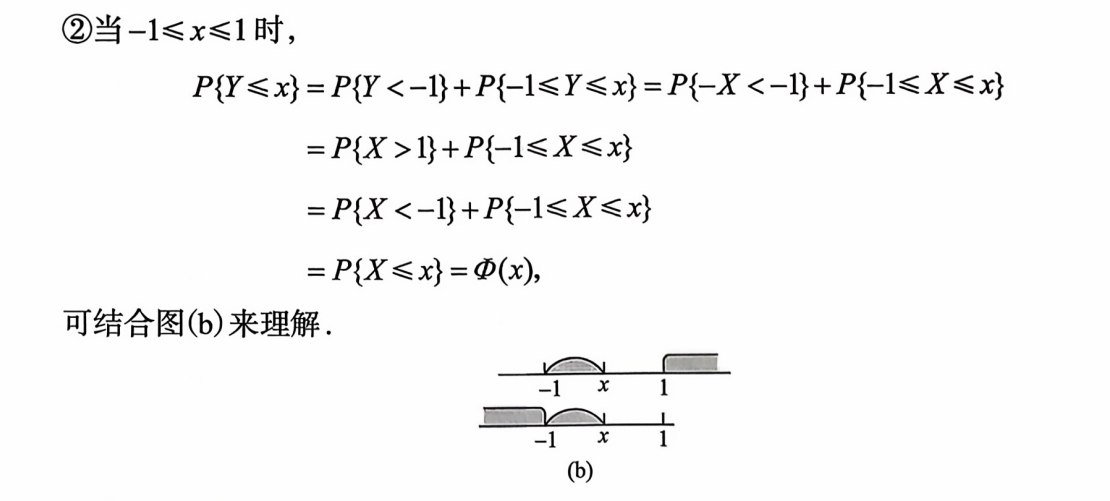 ②当-1≤x≤1时,
P{Y≤x}=P{Y<-1}+P{-1≤Y≤x}=P{-X<-1}+P{-1≤X≤x}
=P{X>1}+P{-1≤X≤x}
=P{X<-1}+P{-1≤X≤x}
=P{X≤x}=Φ(x),
可结合图(b)来理解.
-1 x 1
-1 x 1
(b)